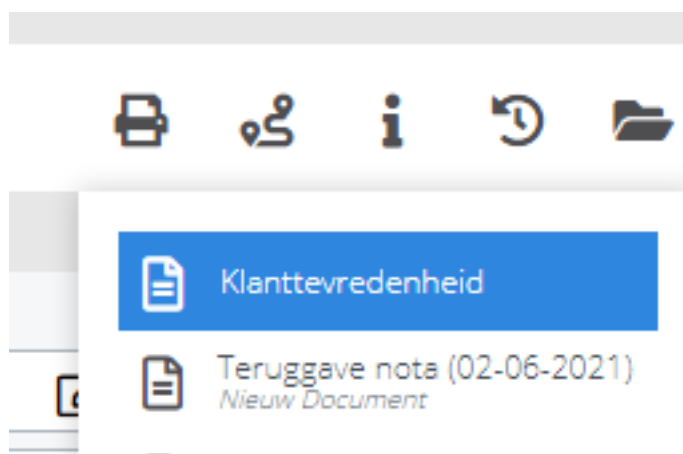 Klanttevredenheid
Teruggave nota (02-06-2021)
Nieuw Document